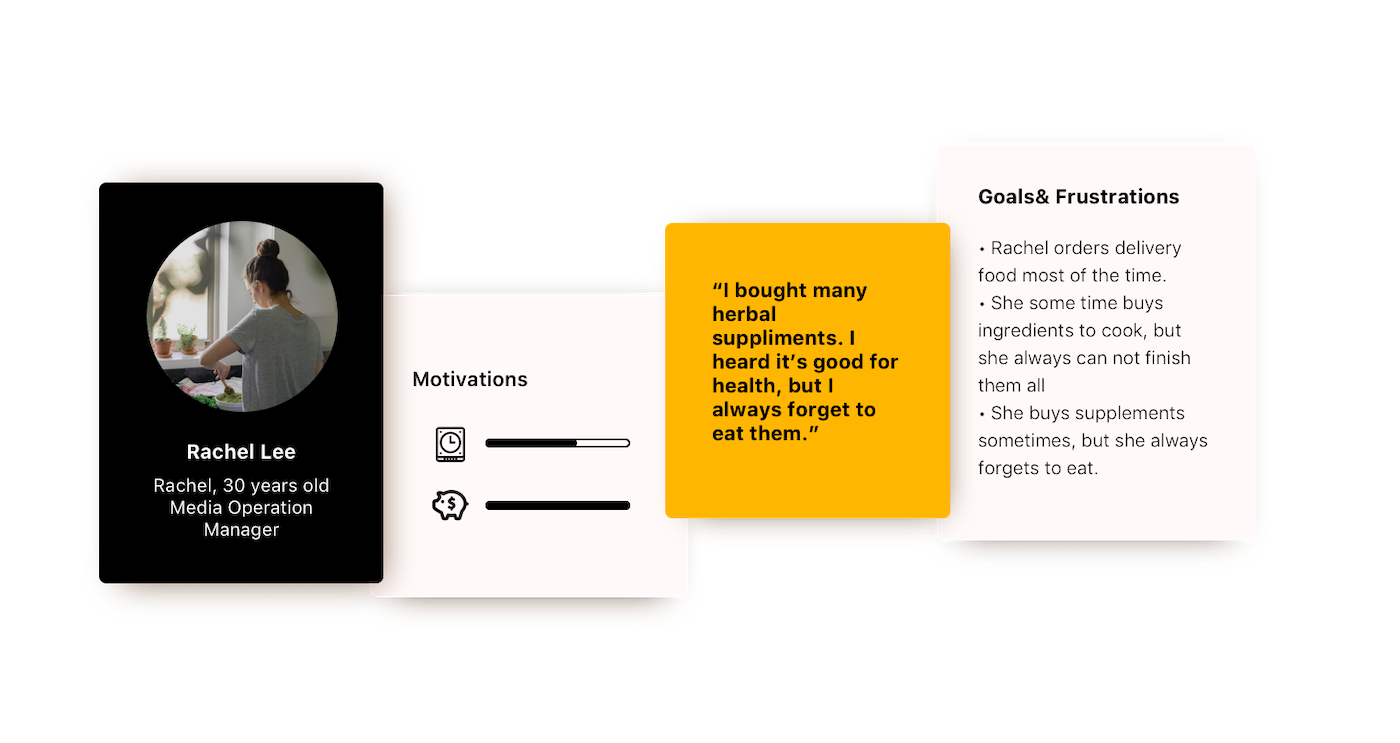 Rachel Lee
Rachel, 30 years old
Media Operation
Manager
Motivations
$
“I bought many
herbal
suppliments. I
heard it’s good for
health, but I
always forget to
eat them.”
Goals& Frustrations
• Rachel orders delivery
food most of the time.
• She some time buys
ingredients to cook, but
she always can not finish
them all
• She buys supplements
sometimes, but she always
forgets to eat.